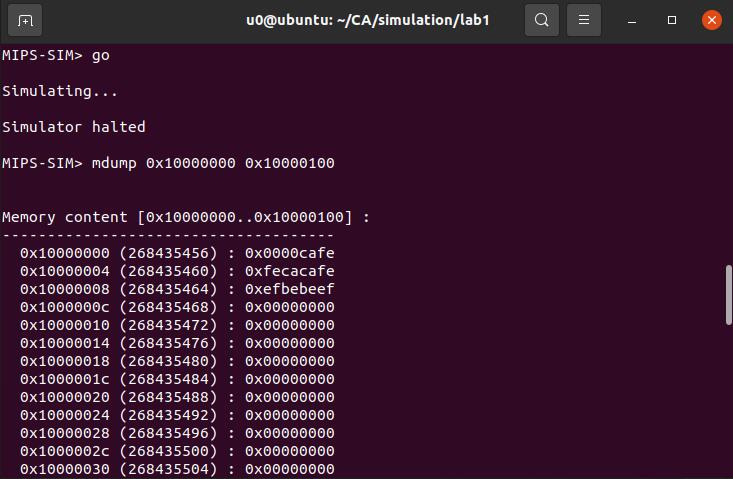 u0@ubuntu: ~/CA/simulation/lab1
MIPS-SIM> go
Simulating...
Simulator halted
MIPS-SIM> mdump 0x10000000 0x10000100
Memory content [0x10000000..0x10000100] :
-------------------------------------
0x10000000 (268435456) : 0x0000cafe
0x10000004 (268435460) : 0xfecacafe
0x10000008 (268435464) : 0xefbebeef
0x1000000c (268435468) : 0x00000000
0x10000010 (268435472) : 0x00000000
0x10000014 (268435476) : 0x00000000
0x10000018 (268435480) : 0x00000000
0x1000001c (268435484) : 0x00000000
0x10000020 (268435488) : 0x00000000
0x10000024 (268435492) : 0x00000000
0x10000028 (268435496) : 0x00000000
0x1000002c (268435500) : 0x00000000
0x10000030 (268435504) : 0x00000000